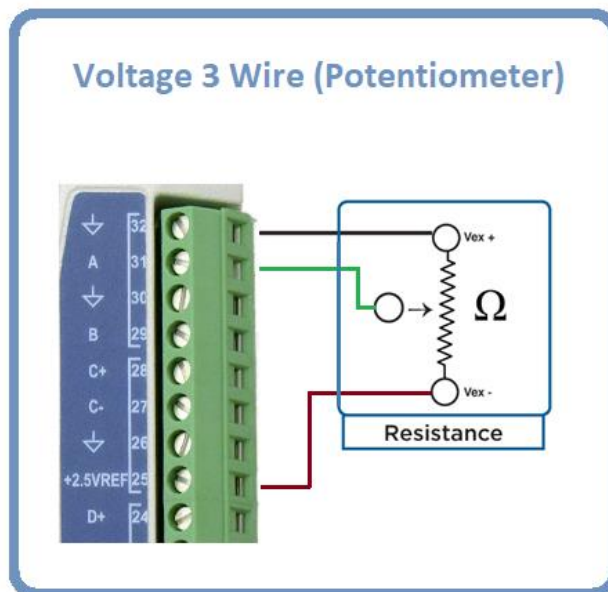 Voltage 3 Wire (Potentiometer)
32
A 31
30
B 29
C+ 28
C- 27
26
+2.5VREF 25
D+ 24
Vex +
Ω
Vex -
Resistance